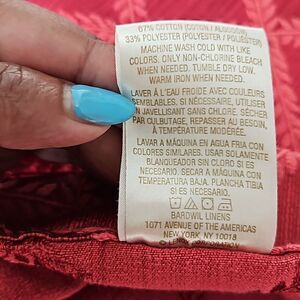 67% COTTON (COTON / ALGODON)
33% POLYESTER (POLYESTER / POLIESTER)
MACHINE WASH COLD WITH LIKE
COLORS. ONLY NON-CHLORINE BLEACH
WHEN NEEDED. TUMBLE DRY LOW.
WARM IRON WHEN NEEDED.
LAVER À L'EAU FROIDE AVEC COULEURS
SEMBLABLES. SI NÉCESSAIRE, UTILISER
JAVELLISANT SANS CHLORE. SÉCHER
PAR CULBUTAGE. REPASSER AU BESOIN,
À TEMPÉRATURE MODÉRÉE.
LAVAR A MÁQUINA EN AGUA FRIA CON
COLORES SIMILARES. USAR SOLAMENTE
BLANQUEADOR SIN CLORO SI ES
NECESARIO. SECAR A MÁQUINA CON
TEMPERATURA BAJA. PLANCHA TIBIA
SI ES NECESARIO.
BARDWIL LINENS
1071 AVENUE OF THE AMERICAS
NEW YORK, NY 10018
© LENOX CORPORATION